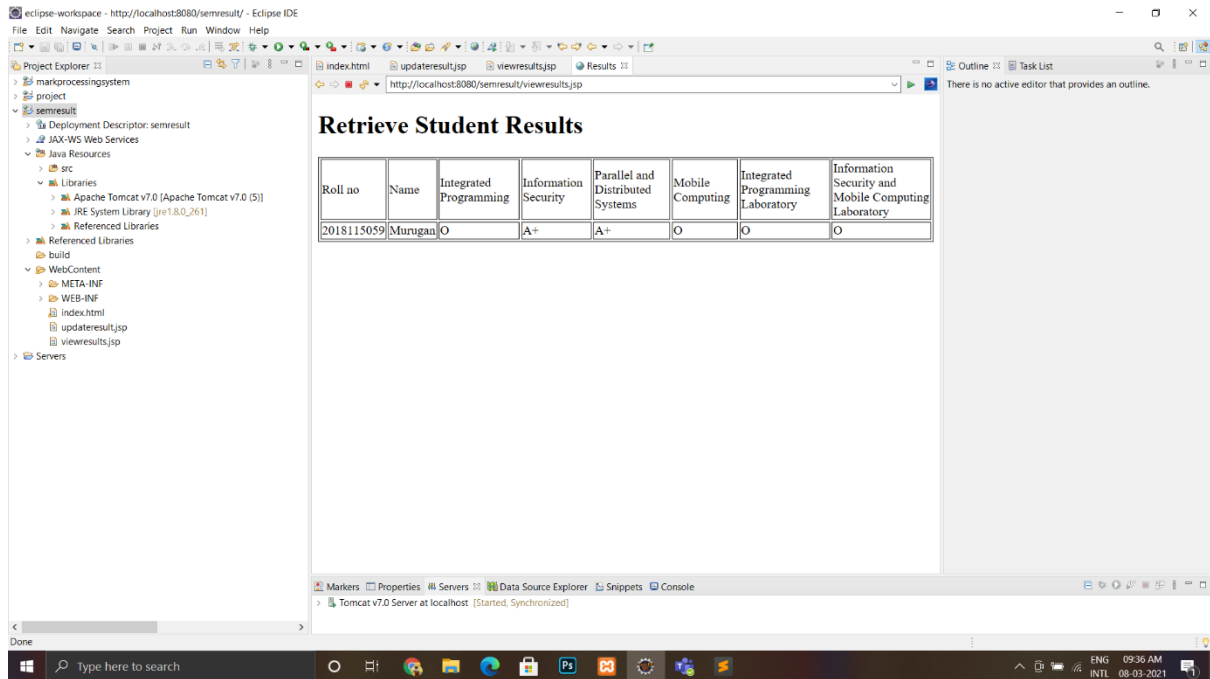 eclipse-workspace - http://localhost:8080/semresult/ - Eclipse IDE
File Edit Navigate Search Project Run Window Help
Project Explorer
markprocessingsystem
project
semresult
Deployment Descriptor: semresult
JAX-WS Web Services
Java Resources
src
Libraries
Apache Tomcat v7.0 [Apache Tomcat v7.0 (5)]
JRE System Library [jre1.8.0_261]
Referenced Libraries
Referenced Libraries
build
WebContent
META-INF
WEB-INF
index.html
updateresult.jsp
viewresults.jsp
Servers
index.html updateresult.jsp viewresults.jsp Results
http://localhost:8080/semresult/viewresults.jsp
Retrieve Student Results
Roll no
Name
Integrated
Programming
Information
Security
Parallel and
Distributed
Systems
Mobile
Computing
Integrated
Programming
Laboratory
Information
Security and
Mobile Computing
Laboratory
2018115059 Murugan O A+ A+ O O O
Outline Task List
There is no active editor that provides an outline.
Markers Properties Servers Data Source Explorer Snippets Console
Tomcat v7.0 Server at localhost [Started, Synchronized]
Done
Type here to search
Ps
ENG 09:36 AM
INTL 08-03-2021